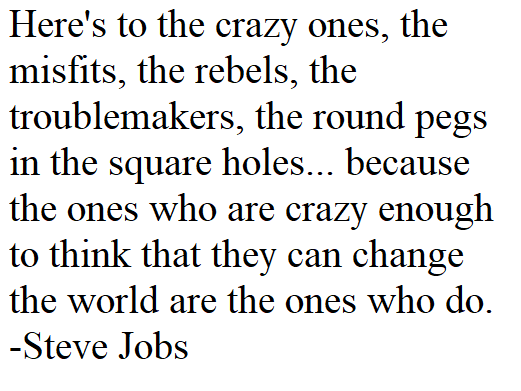 Here's to the crazy ones, the
misfits, the rebels, the
troublemakers, the round pegs
in the square holes... because
the ones who are crazy enough
to think that they can change
the world are the ones who do.
-Steve Jobs